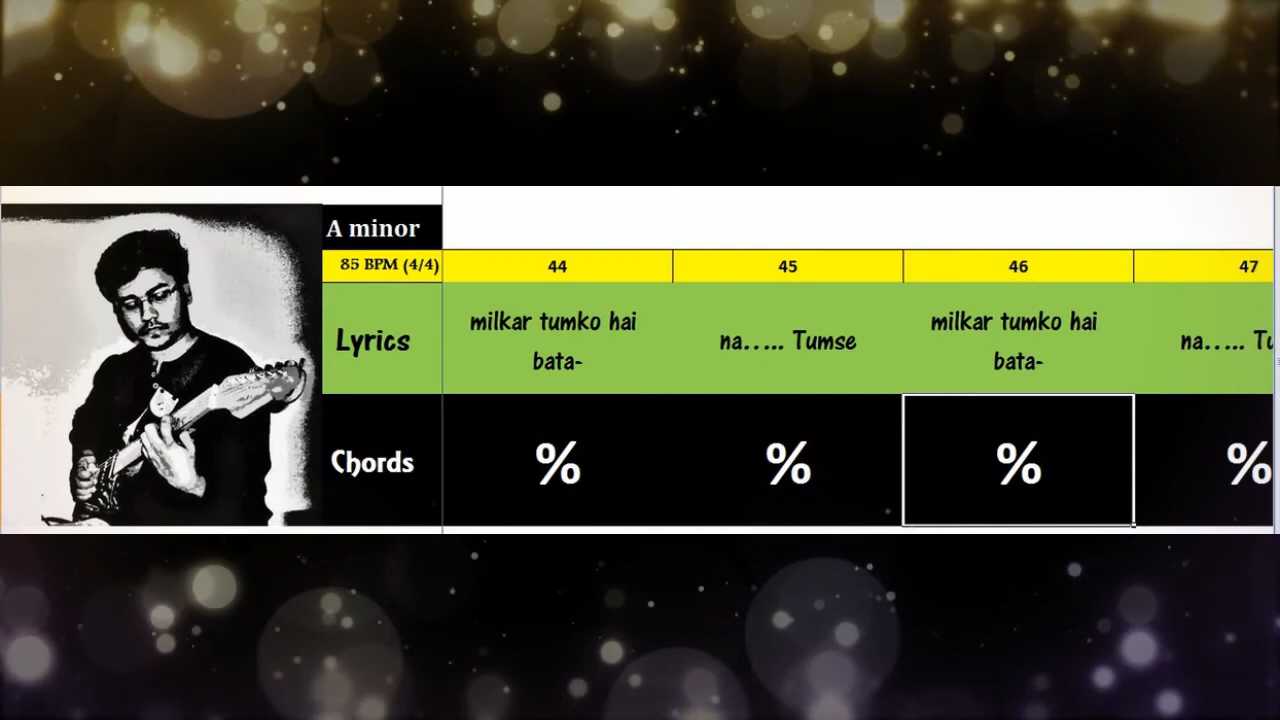 A minor
85 BPM (4/4) 44 45 46 47
Lyrics milkar tumko hai bata- na..... Tumse milkar tumko hai bata- na..... Tu
Chords % % % %